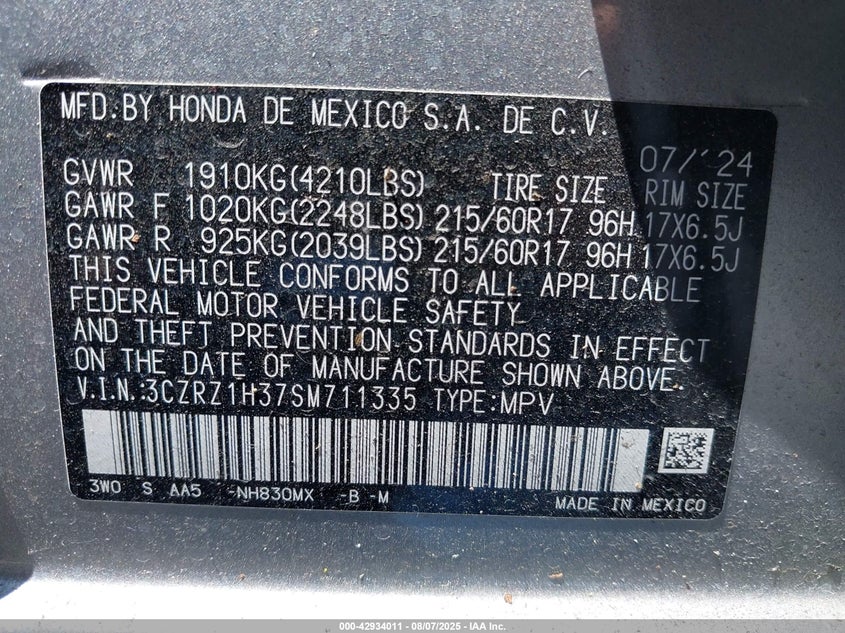 MFD.BY HONDA DE MEXICO S.A. DE C.V.
07/'24
GVWR 1910KG(4210LBS) TIRE SIZE RIM SIZE
GAWR F 1020KG(2248LBS) 215/60R17 96H 17X6.5J
GAWR R 925KG(2039LBS) 215/60R17 96H 17X6.5J
THIS VEHICLE CONFORMS TO ALL APPLICABLE
FEDERAL MOTOR VEHICLE SAFETY
AND THEFT PREVENTION STANDARDS IN EFFECT
ON THE DATE OF MANUFACTURE SHOWN ABOVE.
V.I.N.:3CZRZ1H37SM711335 TYPE:MPV
3W0 S AA5 -NH830MX -B -M
MADE IN MEXICO
000-42934011 - 08/07/2025 - IAA Inc.